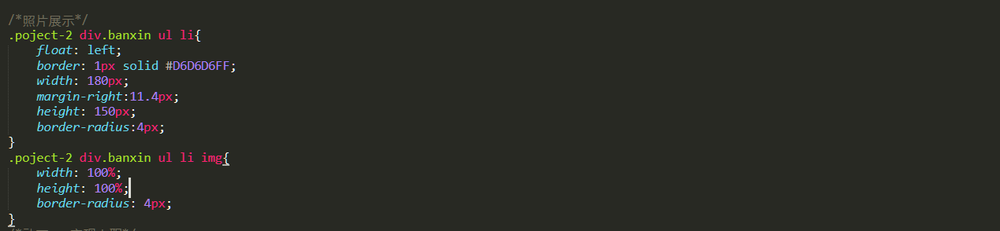 /*照片展示*/
.poject-2 div.banxin ul li{
    float: left;
    border: 1px solid #D6D6D6FF;
    width: 180px;
    margin-right:11.4px;
    height: 150px;
    border-radius:4px;
}
.poject-2 div.banxin ul li img{
    width: 100%;
    height: 100%;
    border-radius: 4px;
}